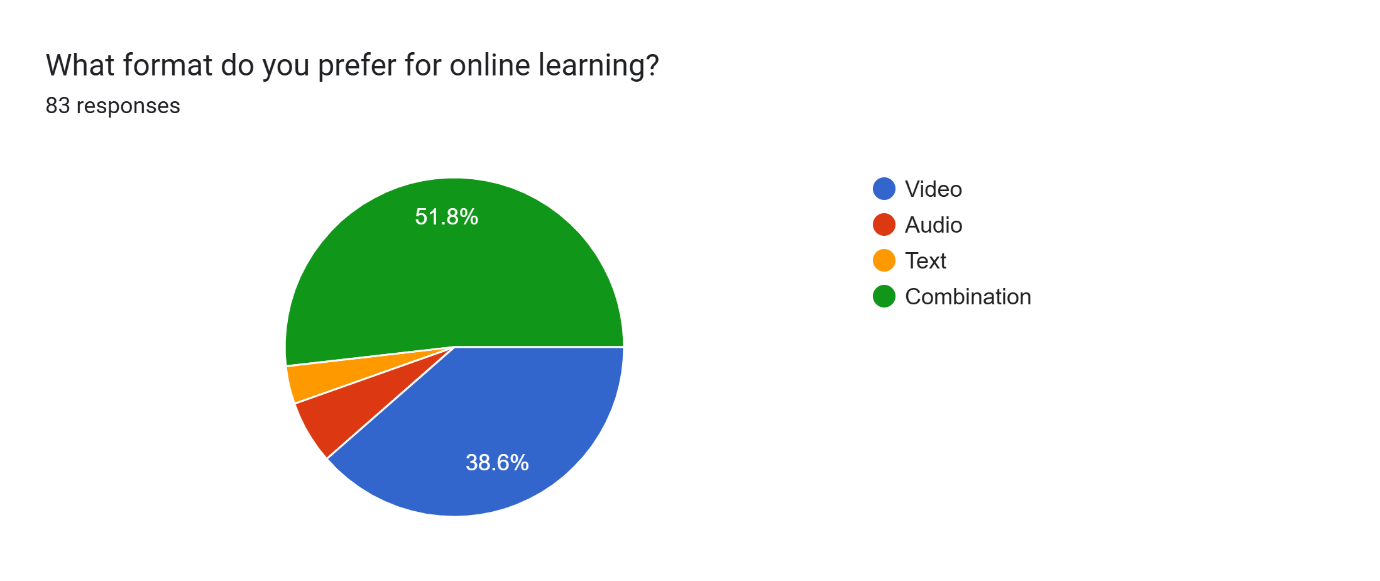 What format do you prefer for online learning?
83 responses
51.8%
38.6%
Video
Audio
Text
Combination